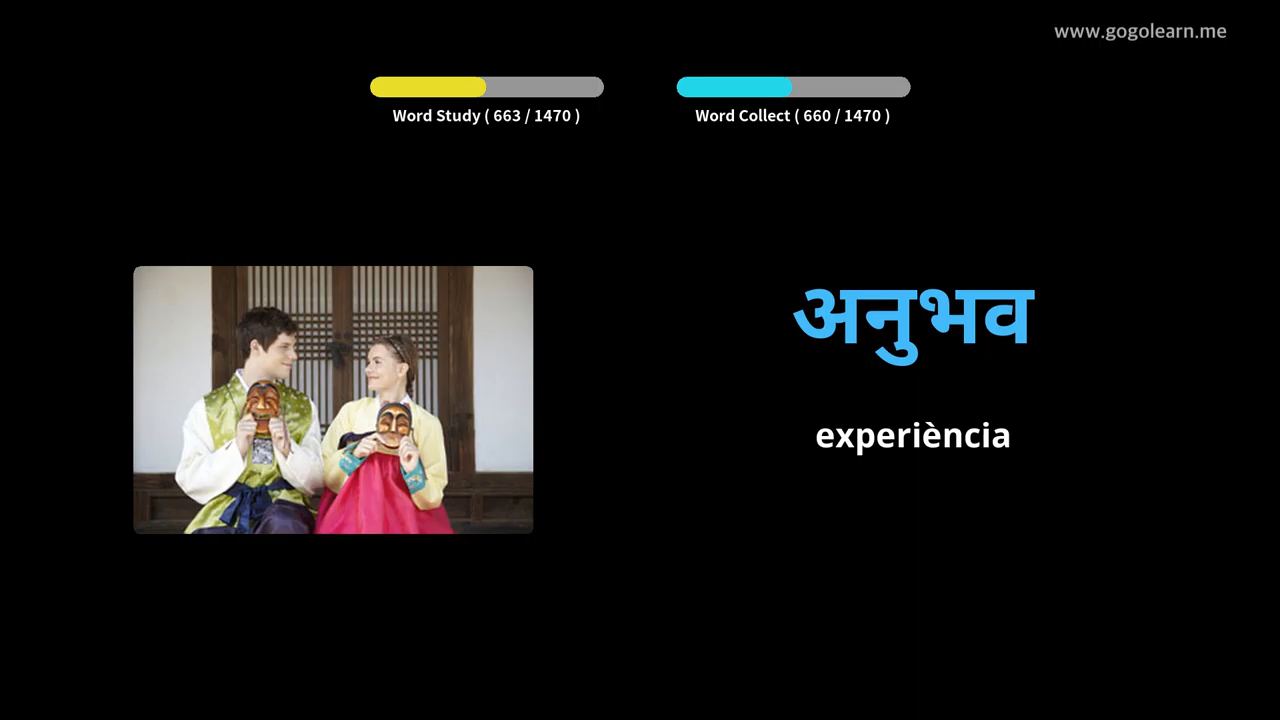 www.gogolearn.me
Word Study ( 663 / 1470 )
Word Collect ( 660 / 1470 )
अनुभव
experiència